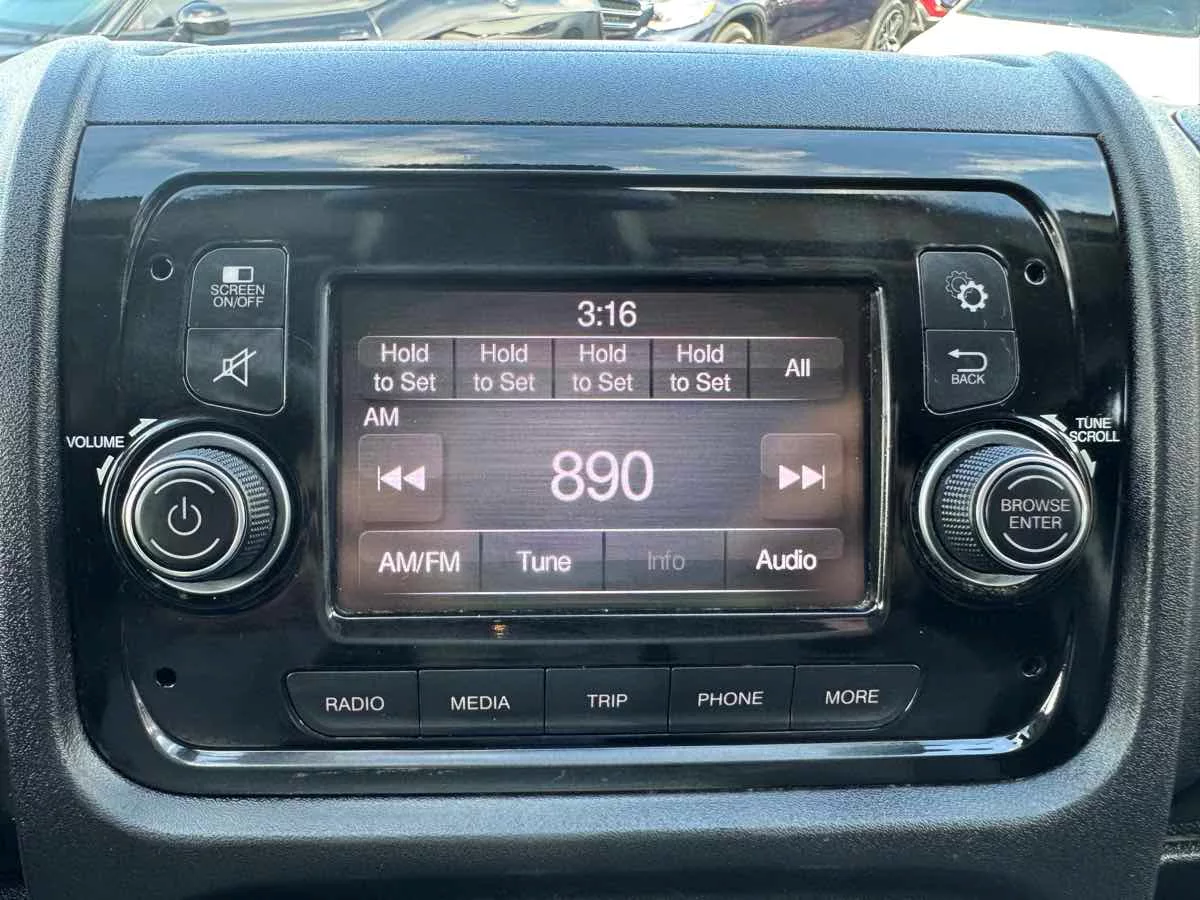 SCREEN
ON/OFF
3:16
Hold
to Set
Hold
to Set
Hold
to Set
Hold
to Set
All
BACK
AM
VOLUME
TUNE
SCROLL
890
BROWSE
ENTER
AM/FM
Tune
Info
Audio
RADIO
MEDIA
TRIP
PHONE
MORE